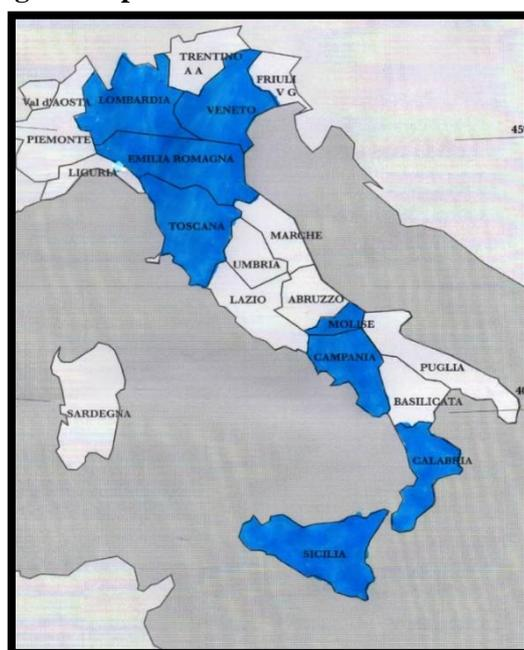 TRENTINO
A A
FRIULI
V G
Val d'AOSTA
LOMBARDIA
VENETO
45
PIEMONTE
EMILIA ROMAGNA
LIGURIA
TOSCANA
MARCHE
UMBRIA
LAZIO
ABRUZZO
MOLISE
CAMPANIA
PUGLIA
BASILICATA
SARDEGNA
CALABRIA
SICILIA